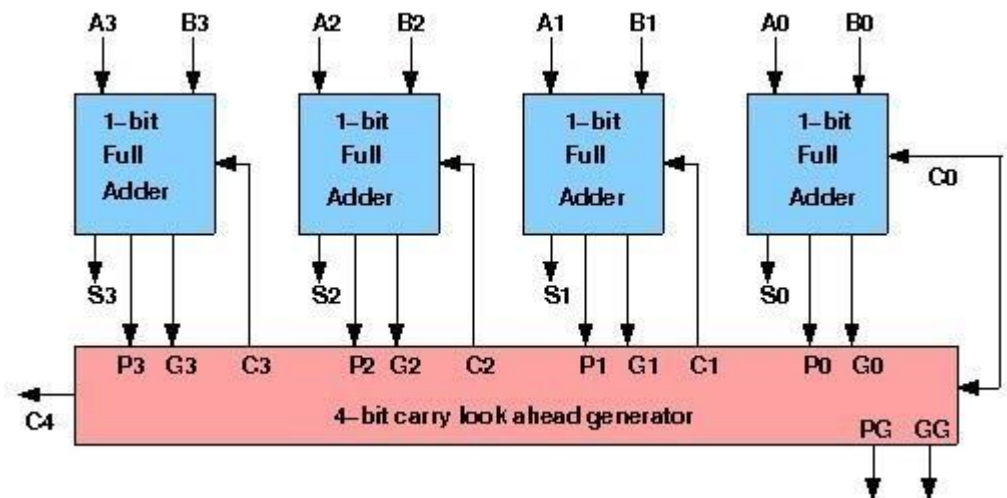 A3 B3 A2 B2 A1 B1 A0 B0
1-bit Full Adder
1-bit Full Adder
1-bit Full Adder
1-bit Full Adder
C0
S3 S2 S1 S0
P3 G3 C3 P2 G2 C2 P1 G1 C1 P0 G0
C4
4-bit carry look ahead generator
PG GG